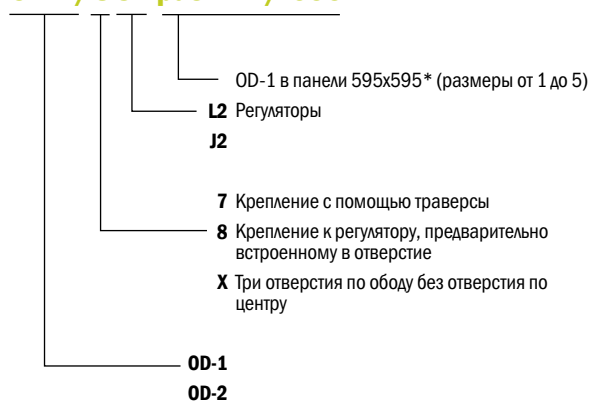 OD-1 в панели 595x595* (размеры от 1 до 5)
L2 Регуляторы
J2
7 Крепление с помощью траверсы
8 Крепление к регулятору, предварительно
встроенному в отверстие
X Три отверстия по ободу без отверстия по
центру
OD-1
OD-2